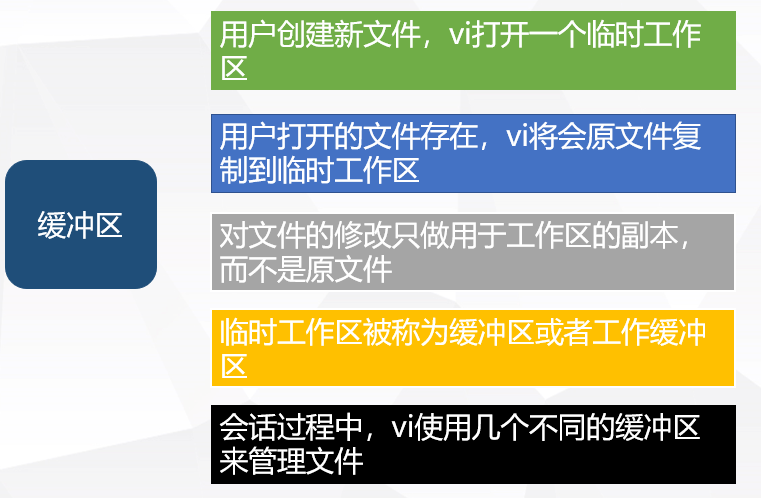 用户创建新文件，vi打开一个临时工作
区
用户打开的文件存在，vi将会原文件复
制到临时工作区
缓冲区
对文件的修改只做用于工作区的副本，
而不是原文件
临时工作区被称为缓冲区或者工作缓冲
区
会话过程中，vi使用几个不同的缓冲区
来管理文件